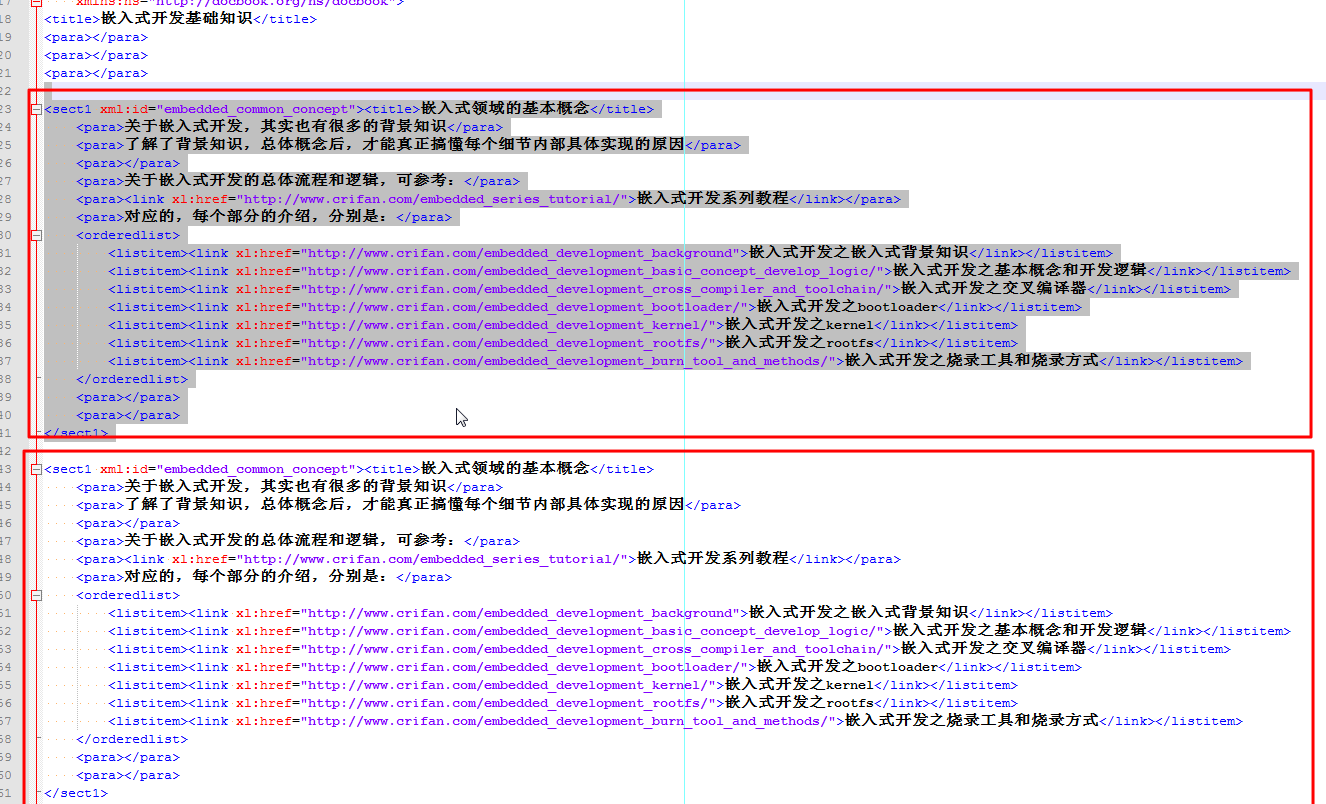 17 xmlns:ns="http://docbook.org/ns/docbook">
18 <title>嵌入式开发基础知识</title>
19 <para></para>
20 <para></para>
21 <para></para>
22
23 <sect1 xml:id="embedded_common_concept"><title>嵌入式领域的基本概念</title>
24 <para>关于嵌入式开发，其实也有很多的背景知识</para>
25 <para>了解了背景知识，总体概念后，才能真正搞懂每个细节内部具体实现的原因</para>
26 <para></para>
27 <para>关于嵌入式开发的总体流程和逻辑，可参考：</para>
28 <para><link xl:href="http://www.crifan.com/embedded_series_tutorial/">嵌入式开发系列教程</link></para>
29 <para>对应的，每个部分的介绍，分别是：</para>
30 <orderedlist>
31 <listitem><link xl:href="http://www.crifan.com/embedded_development_background">嵌入式开发之嵌入式背景知识</link></listitem>
32 <listitem><link xl:href="http://www.crifan.com/embedded_development_basic_concept_develop_logic/">嵌入式开发之基本概念和开发逻辑</link></listitem>
33 <listitem><link xl:href="http://www.crifan.com/embedded_development_cross_compiler_and_toolchain/">嵌入式开发之交叉编译器</link></listitem>
34 <listitem><link xl:href="http://www.crifan.com/embedded_development_bootloader/">嵌入式开发之bootloader</link></listitem>
35 <listitem><link xl:href="http://www.crifan.com/embedded_development_kernel/">嵌入式开发之kernel</link></listitem>
36 <listitem><link xl:href="http://www.crifan.com/embedded_development_rootfs/">嵌入式开发之rootfs</link></listitem>
37 <listitem><link xl:href="http://www.crifan.com/embedded_development_burn_tool_and_methods/">嵌入式开发之烧录工具和烧录方式</link></listitem>
38 </orderedlist>
39 <para></para>
40 <para></para>
41 </sect1>
42
43 <sect1 xml:id="embedded_common_concept"><title>嵌入式领域的基本概念</title>
44 <para>关于嵌入式开发，其实也有很多的背景知识</para>
45 <para>了解了背景知识，总体概念后，才能真正搞懂每个细节内部具体实现的原因</para>
46 <para></para>
47 <para>关于嵌入式开发的总体流程和逻辑，可参考：</para>
48 <para><link xl:href="http://www.crifan.com/embedded_series_tutorial/">嵌入式开发系列教程</link></para>
49 <para>对应的，每个部分的介绍，分别是：</para>
50 <orderedlist>
51 <listitem><link xl:href="http://www.crifan.com/embedded_development_background">嵌入式开发之嵌入式背景知识</link></listitem>
52 <listitem><link xl:href="http://www.crifan.com/embedded_development_basic_concept_develop_logic/">嵌入式开发之基本概念和开发逻辑</link></listitem>
53 <listitem><link xl:href="http://www.crifan.com/embedded_development_cross_compiler_and_toolchain/">嵌入式开发之交叉编译器</link></listitem>
54 <listitem><link xl:href="http://www.crifan.com/embedded_development_bootloader/">嵌入式开发之bootloader</link></listitem>
55 <listitem><link xl:href="http://www.crifan.com/embedded_development_kernel/">嵌入式开发之kernel</link></listitem>
56 <listitem><link xl:href="http://www.crifan.com/embedded_development_rootfs/">嵌入式开发之rootfs</link></listitem>
57 <listitem><link xl:href="http://www.crifan.com/embedded_development_burn_tool_and_methods/">嵌入式开发之烧录工具和烧录方式</link></listitem>
58 </orderedlist>
59 <para></para>
60 <para></para>
61 </sect1>